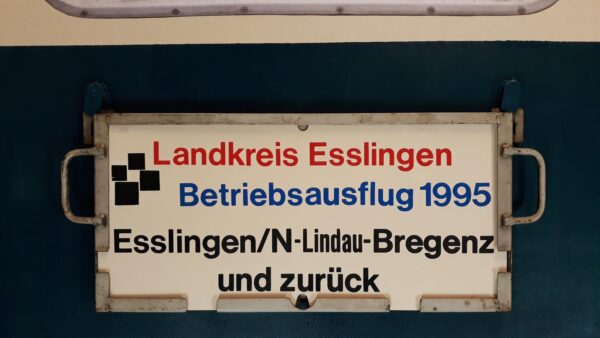 Landkreis Esslingen
Betriebsausflug 1995
Esslingen/N-Lindau-Bregenz
und zurück